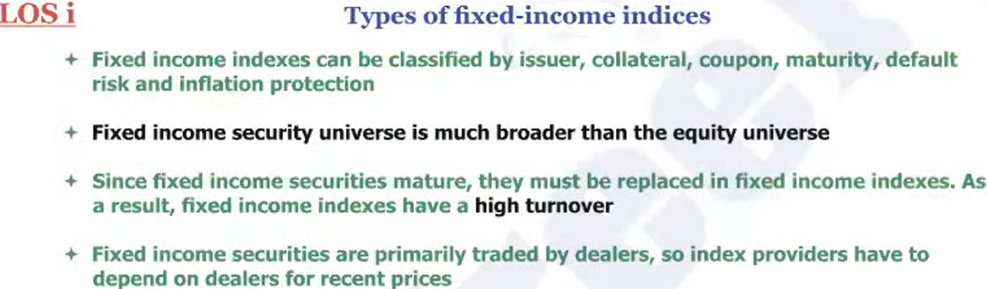 LOS i
Types of fixed-income indices
+ Fixed income indexes can be classified by issuer, collateral, coupon, maturity, default
risk and inflation protection
+ Fixed income security universe is much broader than the equity universe
+ Since fixed income securities mature, they must be replaced in fixed income indexes. As
a result, fixed income indexes have a high turnover
+ Fixed income securities are primarily traded by dealers, so index providers have to
depend on dealers for recent prices